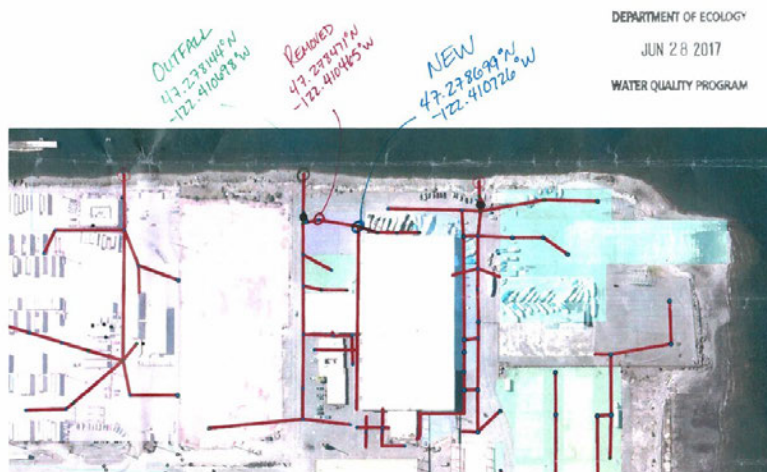 DEPARTMENT OF ECOLOGY
JUN 28 2017
WATER QUALITY PROGRAM
OUTFALL
47.278144°N
-122.410698°W
REMOVED
47.278471°N
-122.410465°W
NEW
47.278699°N
-122.410726°W